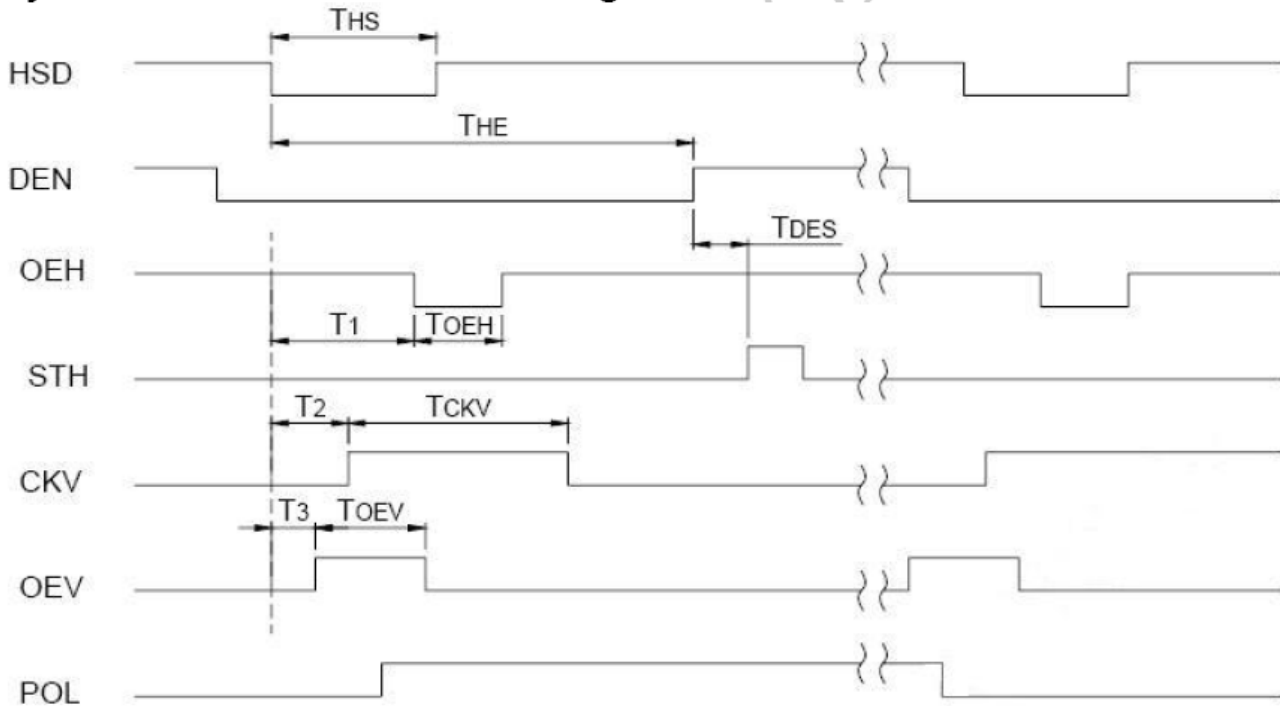 THS
HSD
THE
DEN
TDES
OEH
T1 TOEH
STH
T2 TCKV
CKV
T3 TOEV
OEV
POL